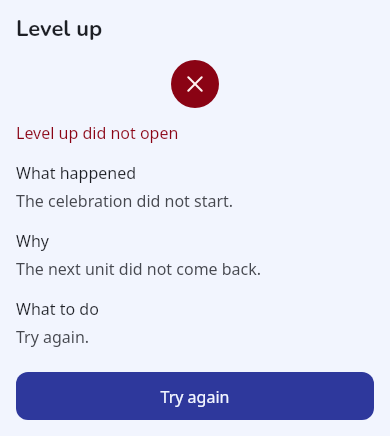 Level up
Level up did not open
What happened
The celebration did not start.
Why
The next unit did not come back.
What to do
Try again.
Try again